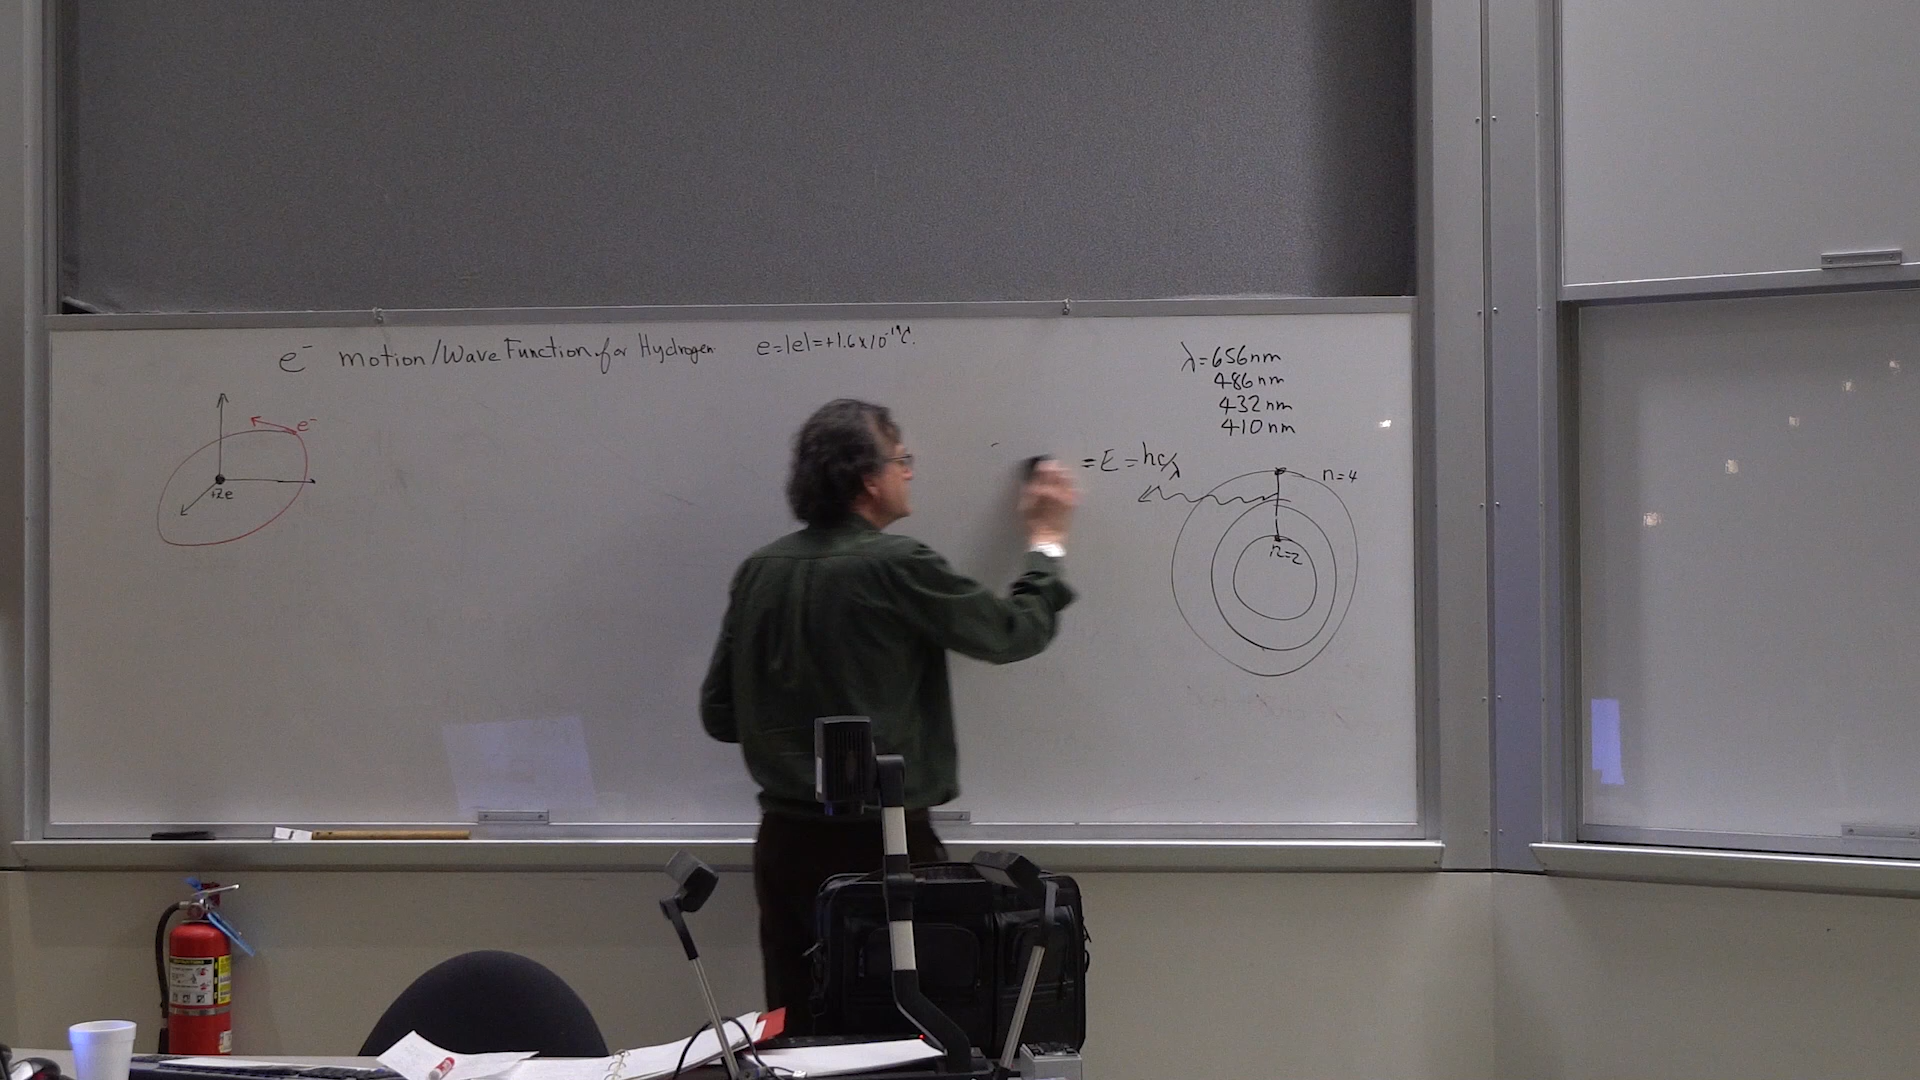 e⁻ motion/Wave Function for Hydrogen e=|e|=+1.6x10⁻¹⁹C.
λ=656nm
486nm
432nm
410nm
e⁻
+Ze
=E=hc/λ
n=4
n=2